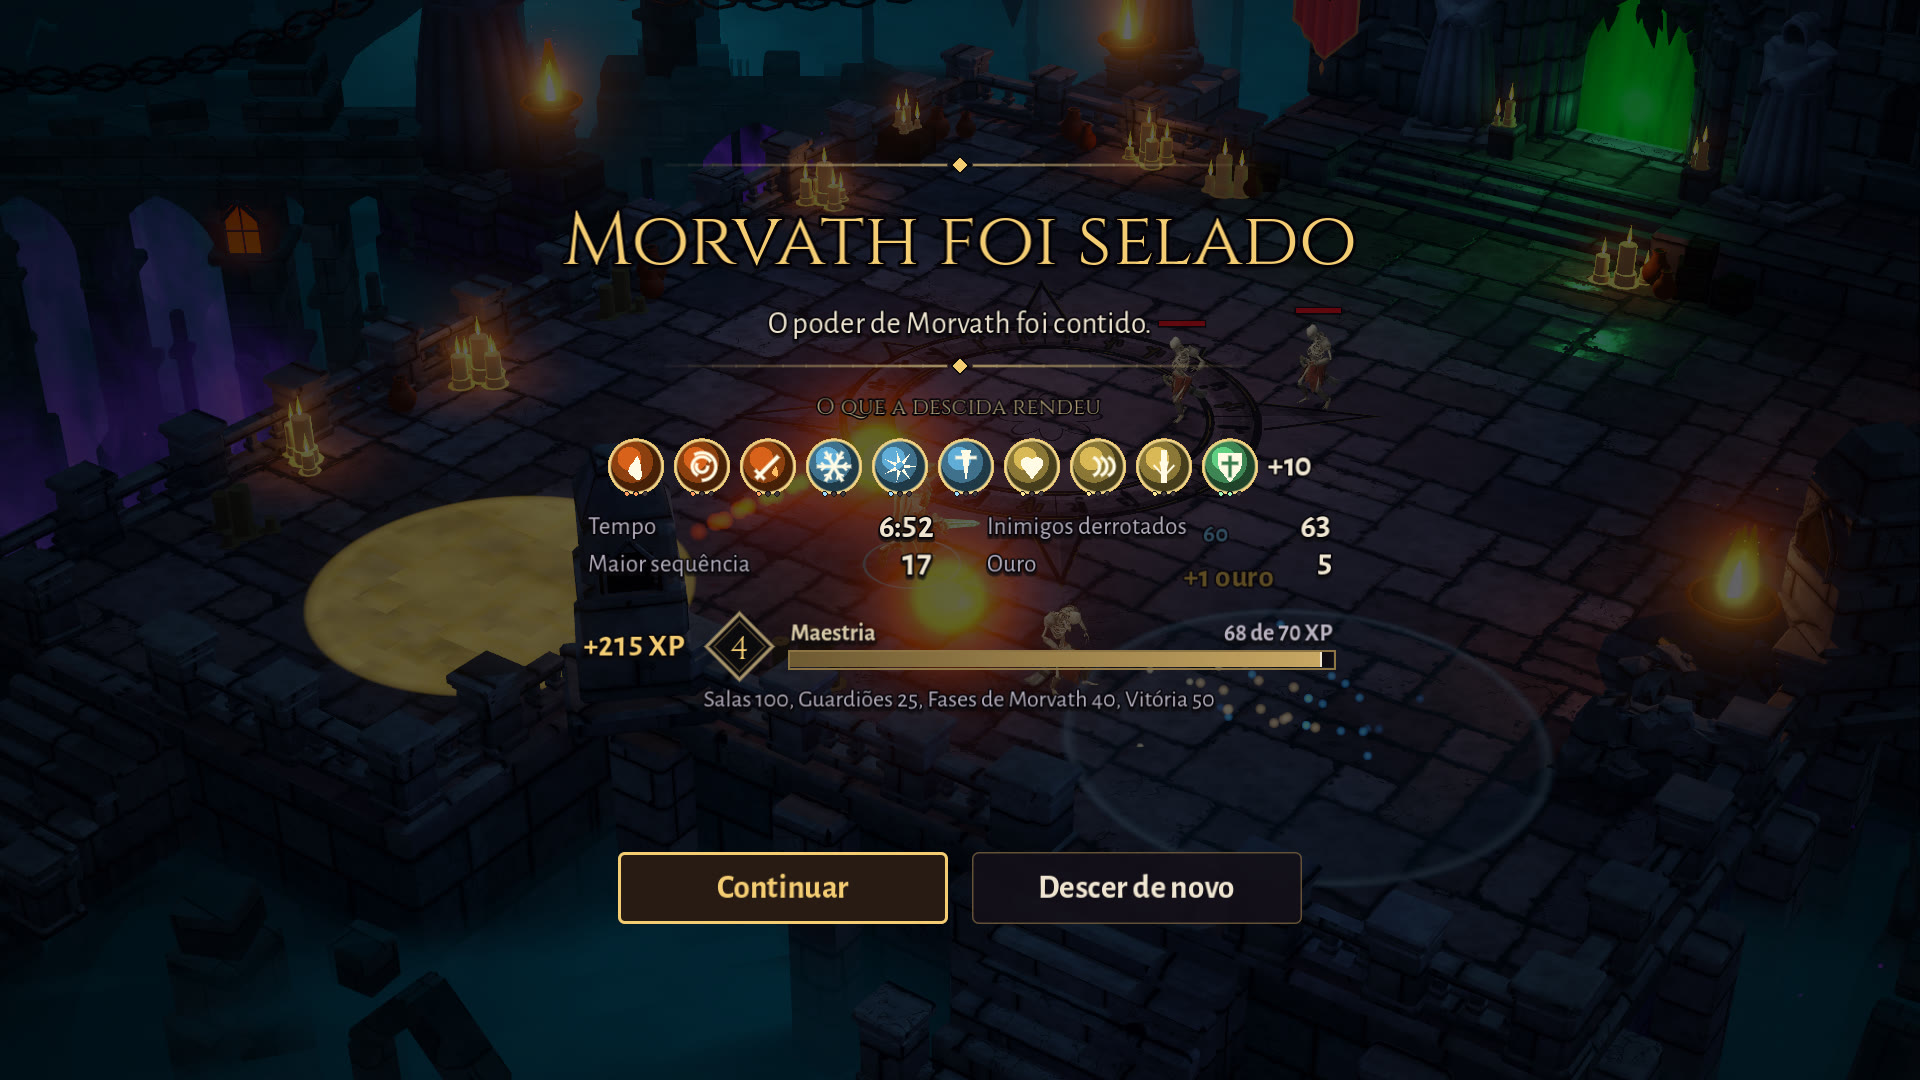 Morvath foi selado
O poder de Morvath foi contido.
O que a descida rendeu
+10
Tempo 6:52 Inimigos derrotados 63
60
Maior sequência 17 Ouro 5
+1 ouro
+215 XP 4 Maestria 68 de 70 XP
Salas 100, Guardiões 25, Fases de Morvath 40, Vitória 50
Continuar Descer de novo